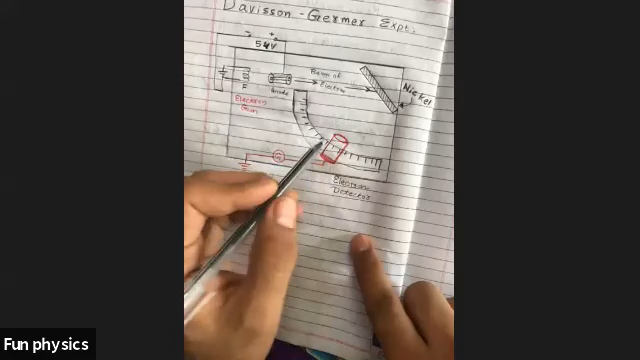 Davisson-Germer Expt.
- +
54V
F
Anode
Beam of
Electron
Nickel
Electron
Gun
G
Electron
Detector
Fun physics